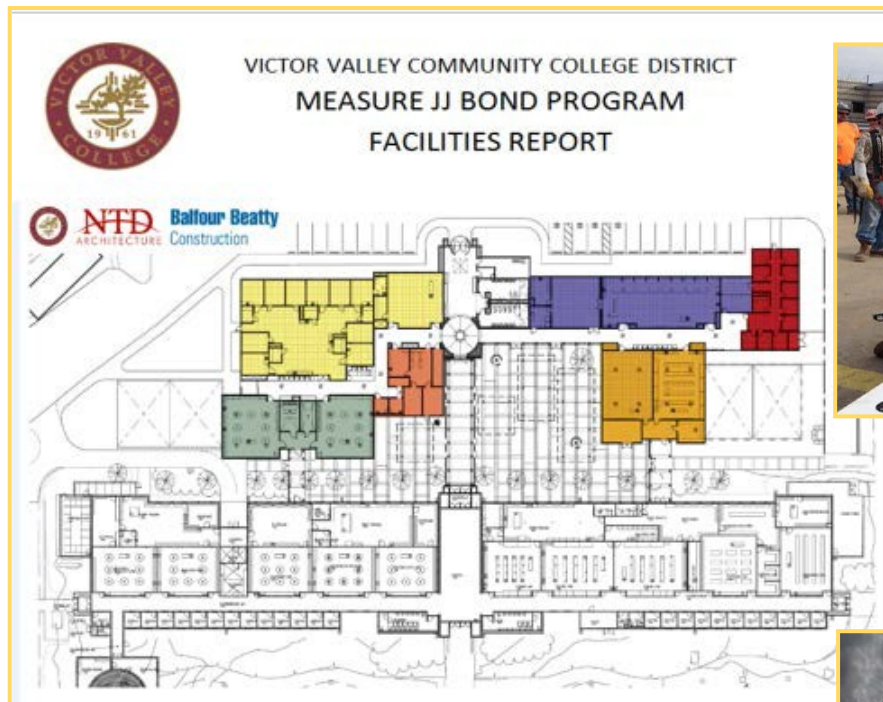 VICTOR VALLEY COMMUNITY COLLEGE DISTRICT
MEASURE JJ BOND PROGRAM
FACILITIES REPORT
VICTOR VALLEY
19 61
COLLEGE
NTD
ARCHITECTURE
Balfour Beatty
Construction